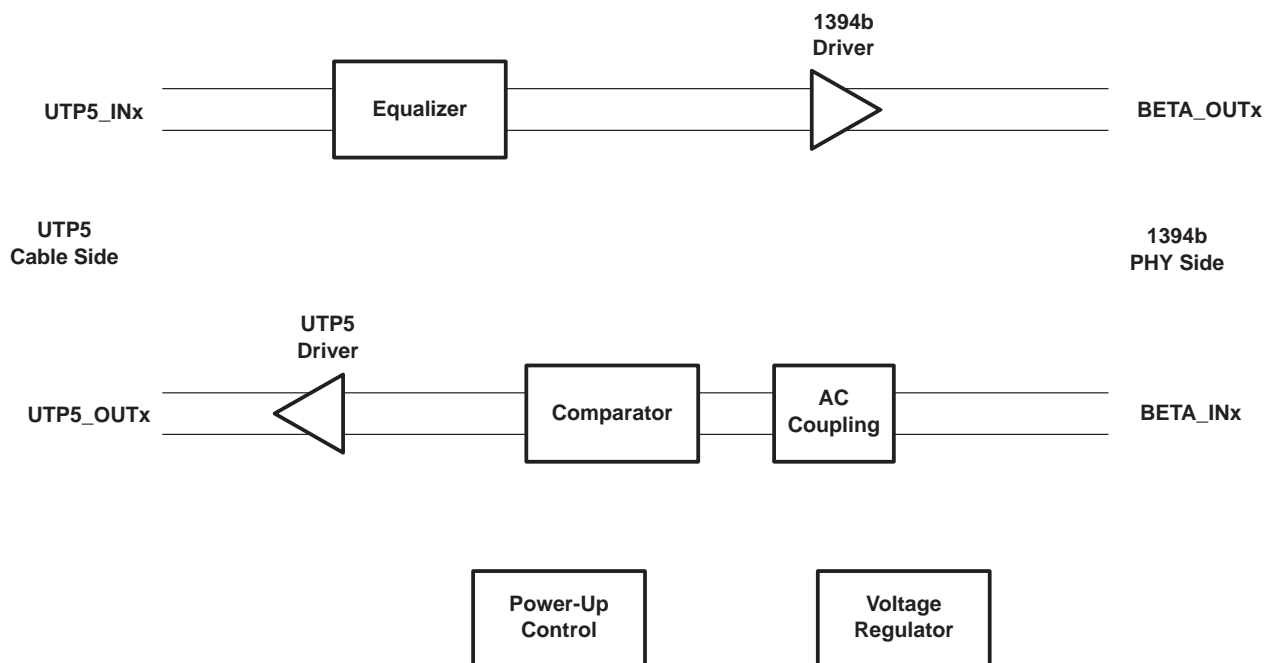 1394b
Driver
UTP5_INx
Equalizer
BETA_OUTx
UTP5
Cable Side
1394b
PHY Side
UTP5
Driver
UTP5_OUTx
Comparator
AC
Coupling
BETA_INx
Power-Up
Control
Voltage
Regulator